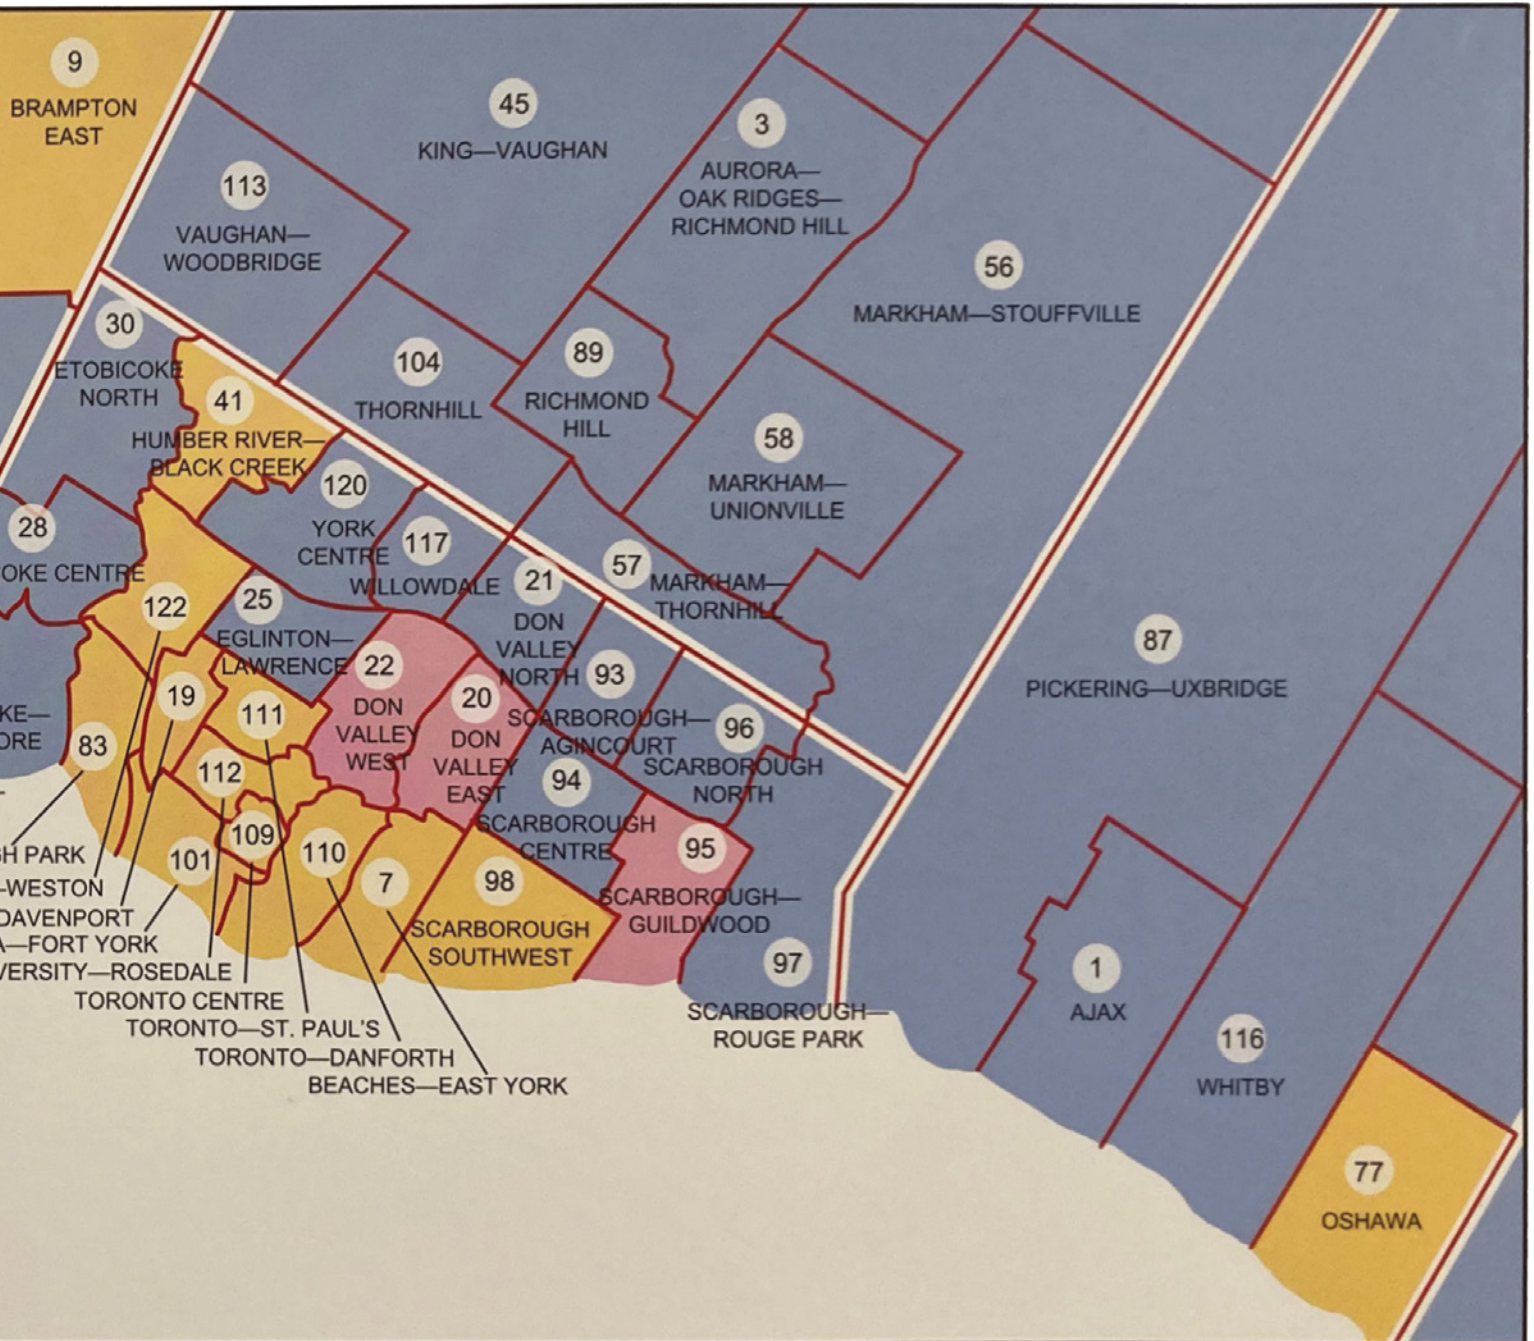 9
BRAMPTON
EAST
45
KING—VAUGHAN
3
AURORA—
OAK RIDGES—
RICHMOND HILL
113
VAUGHAN—
WOODBRIDGE
56
MARKHAM—STOUFFVILLE
30
ETOBICOKE
NORTH
104
THORNHILL
89
RICHMOND
HILL
41
HUMBER RIVER—
BLACK CREEK
58
MARKHAM—
UNIONVILLE
120
YORK
CENTRE
28
OKE CENTRE
117
WILLOWDALE
57
MARKHAM—
THORNHILL
21
DON
VALLEY
NORTH
122
25
EGLINTON—
LAWRENCE
87
PICKERING—UXBRIDGE
22
DON
VALLEY
WEST
20
DON
VALLEY
EAST
93
SCARBOROUGH—
AGINCOURT
19
111
96
SCARBOROUGH
NORTH
KE—
ORE
83
112
94
SCARBOROUGH
CENTRE
109
101
110
7
98
SCARBOROUGH
SOUTHWEST
95
SCARBOROUGH—
GUILDWOOD
97
SCARBOROUGH—
ROUGE PARK
1
AJAX
116
WHITBY
77
OSHAWA
GH PARK
—WESTON
DAVENPORT
A—FORT YORK
VERSITY—ROSEDALE
TORONTO CENTRE
TORONTO—ST. PAUL'S
TORONTO—DANFORTH
BEACHES—EAST YORK